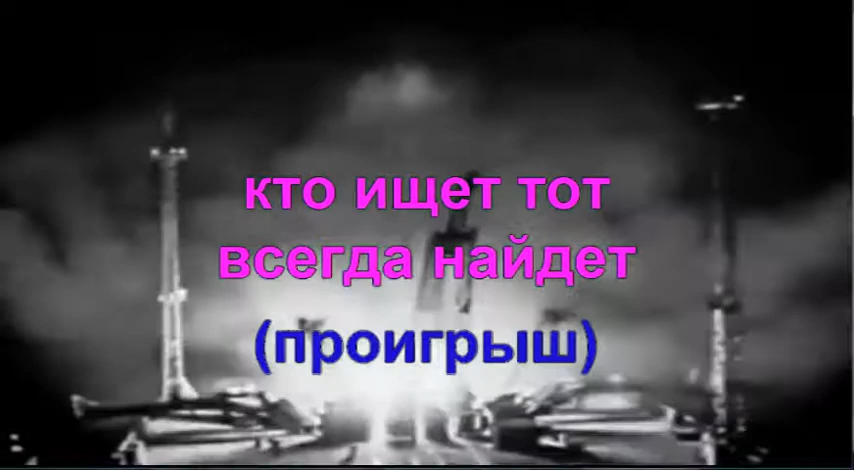 кто ищет тот
всегда найдет
(проигрыш)